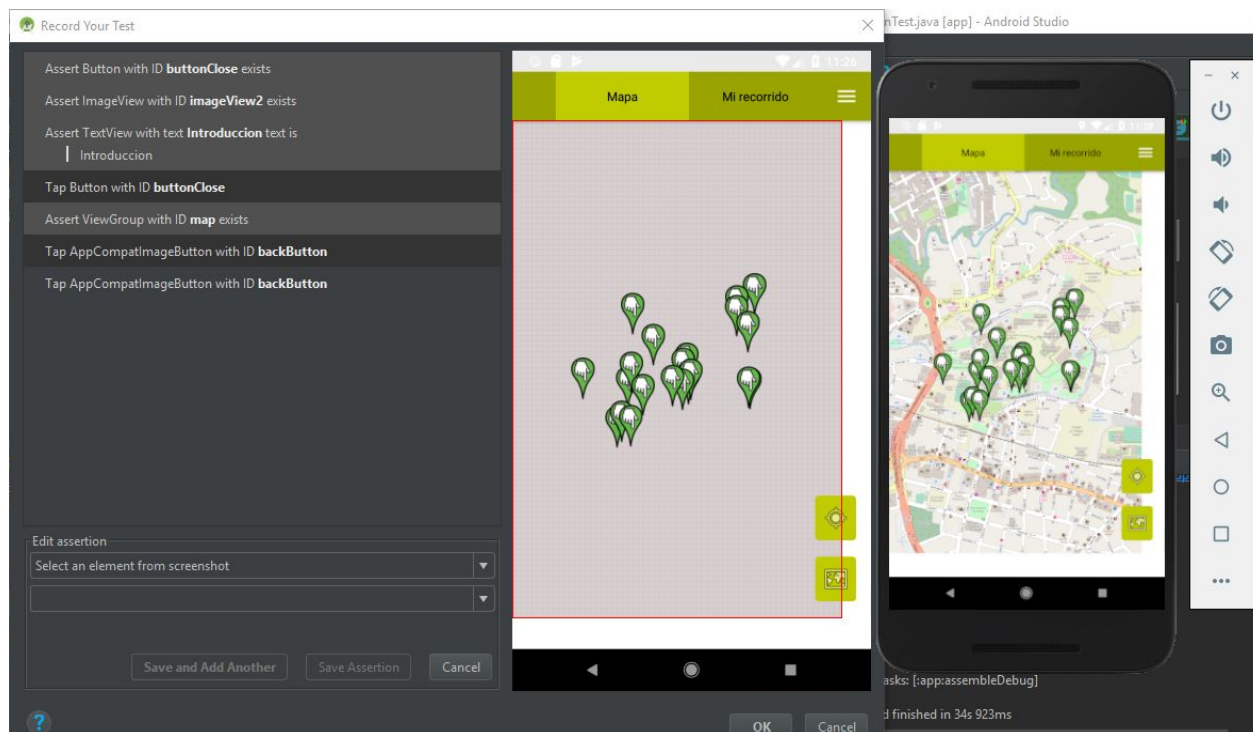 Record Your Test
nTest.java [app] - Android Studio
Assert Button with ID buttonClose exists
Assert ImageView with ID imageView2 exists
Assert TextView with text Introduccion text is
Introduccion
Tap Button with ID buttonClose
Assert ViewGroup with ID map exists
Tap AppCompatImageButton with ID backButton
Tap AppCompatImageButton with ID backButton
11:26
Mapa
Mi recorrido
Mapa
Mi recorrido
Edit assertion
Select an element from screenshot
Save and Add Another
Save Assertion
Cancel
?
OK
Cancel
asks: [:app:assembleDebug]
d finished in 34s 923ms